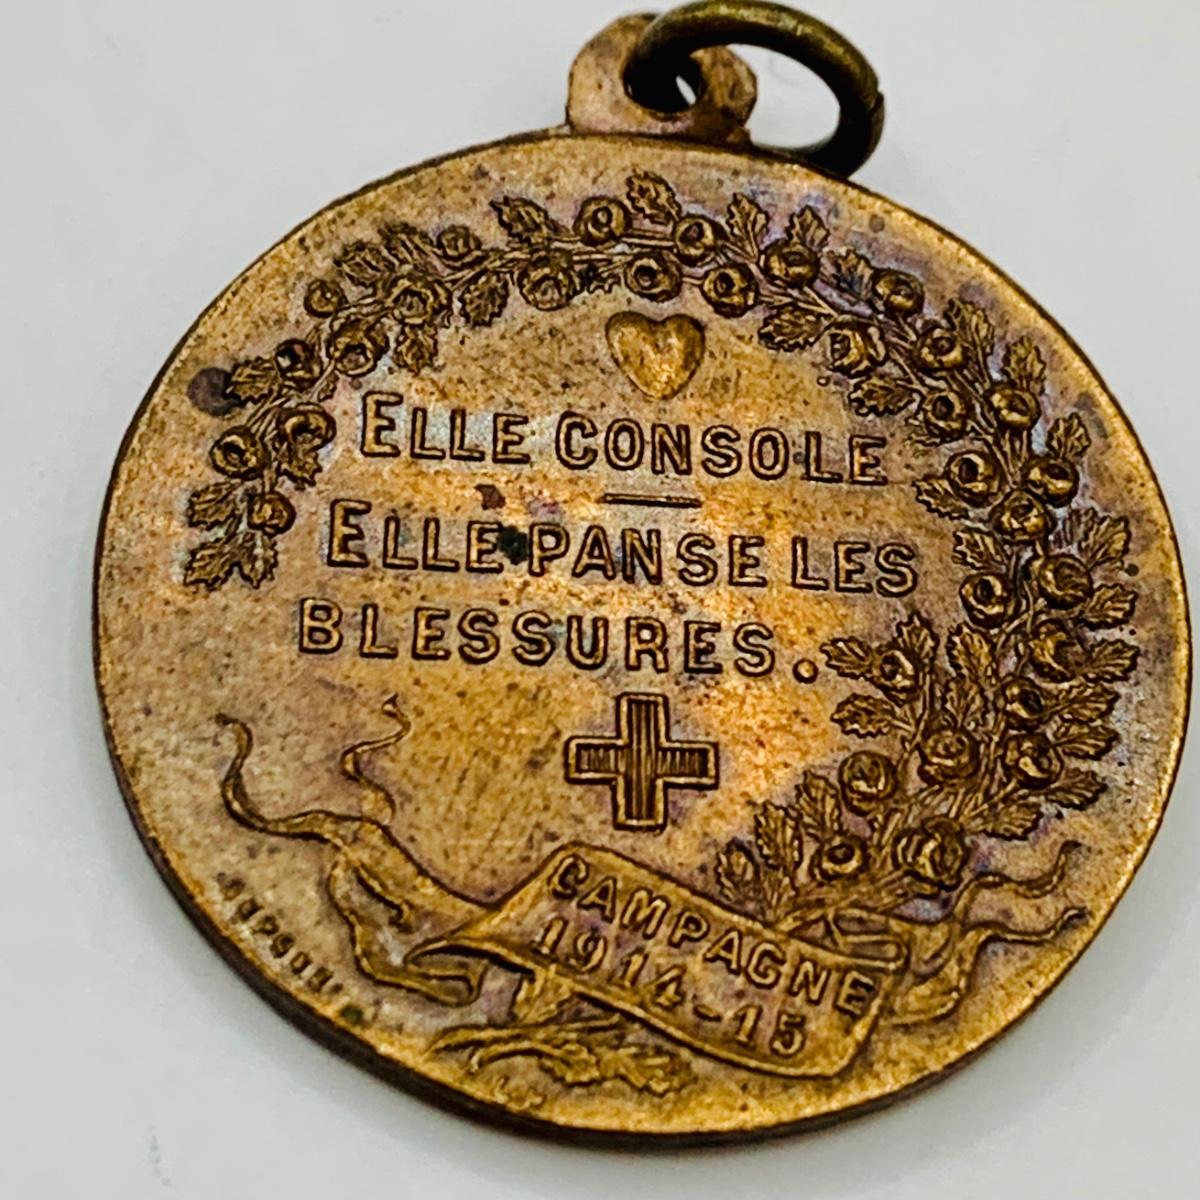 ELLE CONSOLE
ELLE PANSE LES
BLESSURES.
CAMPAGNE
1914-15